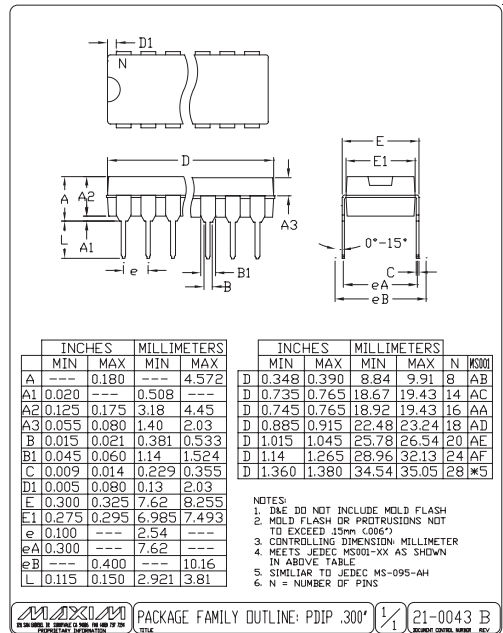 D1
N
D
E
E1
A
A2
A3
L
A1
0°-15°
e
B1
B
C
eA
eB
INCHES MILLIMETERS
MIN MAX MIN MAX
A --- 0.180 --- 4.572
A1 0.020 --- 0.508 ---
A2 0.125 0.175 3.18 4.45
A3 0.055 0.080 1.40 2.03
B 0.015 0.021 0.381 0.533
B1 0.045 0.060 1.14 1.524
C 0.009 0.014 0.229 0.355
D1 0.005 0.080 0.13 2.03
E 0.300 0.325 7.62 8.255
E1 0.275 0.295 6.985 7.493
e 0.100 --- 2.54 ---
eA 0.300 --- 7.62 ---
eB --- 0.400 --- 10.16
L 0.115 0.150 2.921 3.81
INCHES MILLIMETERS
MIN MAX MIN MAX N MS001
D 0.348 0.390 8.84 9.91 8 AB
D 0.735 0.765 18.67 19.43 14 AC
D 0.745 0.765 18.92 19.43 16 AA
D 0.885 0.915 22.48 23.24 18 AD
D 1.015 1.045 25.78 26.54 20 AE
D 1.14 1.265 28.96 32.13 24 AF
D 1.360 1.380 34.54 35.05 28 *5
NOTES:
1. D&E DO NOT INCLUDE MOLD FLASH
2. MOLD FLASH OR PROTRUSIONS NOT
TO EXCEED .15mm (.006")
3. CONTROLLING DIMENSION: MILLIMETER
4. MEETS JEDEC MS001-XX AS SHOWN
IN ABOVE TABLE
5. SIMILIAR TO JEDEC MS-095-AH
6. N = NUMBER OF PINS
MAXIM
PROPRIETARY INFORMATION
PACKAGE FAMILY OUTLINE: PDIP .300"
TITLE
1/1
21-0043 B
DOCUMENT CONTROL NUMBER REV